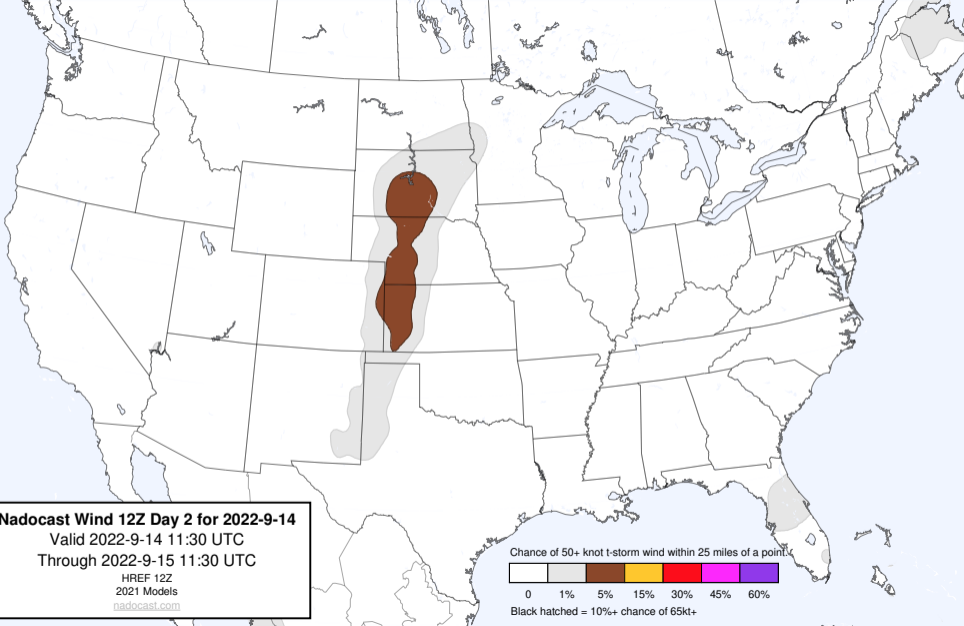 Nadocast Wind 12Z Day 2 for 2022-9-14
Valid 2022-9-14 11:30 UTC
Through 2022-9-15 11:30 UTC
HREF 12Z
2021 Models
nadocast.com
Chance of 50+ knot t-storm wind within 25 miles of a point.
0 1% 5% 15% 30% 45% 60%
Black hatched = 10%+ chance of 65kt+